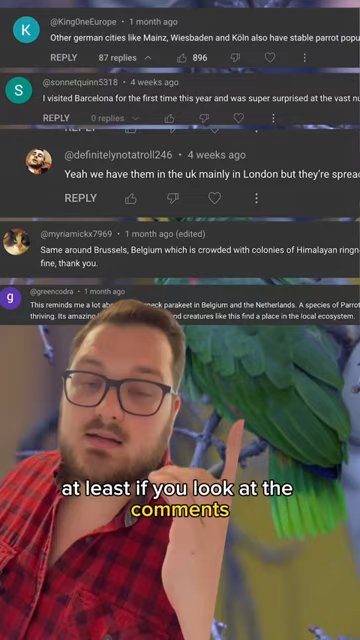 K
@King0neEurope • 1 month ago
Other german cities like Mainz, Wiesbaden and Köln also have stable parrot popu
REPLY 87 replies 896
S
@sonnetquinn5318 • 4 weeks ago
I visited Barcelona for the first time this year and was super surprised at the vast nu
REPLY 0 replies
@definitelynotatroll246 • 4 weeks ago
Yeah we have them in the uk mainly in London but they're spread
REPLY
@myriamickx7969 • 1 month ago (edited)
Same around Brussels, Belgium which is crowded with colonies of Himalayan ringn
fine, thank you.
REPLY
g
@greencodra • 1 month ago
This reminds me a lot neck parakeet in Belgium and the Netherlands. A species of Parrot
thriving. Its amazing and creatures like this find a place in the local ecosystem.
at least if you look at the
comments